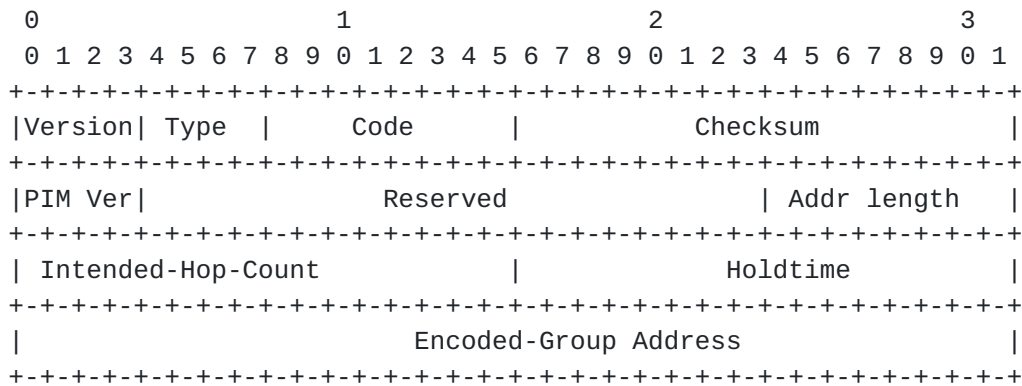 0                   1                   2                   3
 0 1 2 3 4 5 6 7 8 9 0 1 2 3 4 5 6 7 8 9 0 1 2 3 4 5 6 7 8 9 0 1
+-+-+-+-+-+-+-+-+-+-+-+-+-+-+-+-+-+-+-+-+-+-+-+-+-+-+-+-+-+-+-+-+
|Version| Type  |     Code      |           Checksum            |
+-+-+-+-+-+-+-+-+-+-+-+-+-+-+-+-+-+-+-+-+-+-+-+-+-+-+-+-+-+-+-+-+
|PIM Ver|               Reserved                | Addr length   |
+-+-+-+-+-+-+-+-+-+-+-+-+-+-+-+-+-+-+-+-+-+-+-+-+-+-+-+-+-+-+-+-+
| Intended-Hop-Count            |             Holdtime          |
+-+-+-+-+-+-+-+-+-+-+-+-+-+-+-+-+-+-+-+-+-+-+-+-+-+-+-+-+-+-+-+-+
|                         Encoded-Group Address                 |
+-+-+-+-+-+-+-+-+-+-+-+-+-+-+-+-+-+-+-+-+-+-+-+-+-+-+-+-+-+-+-+-+